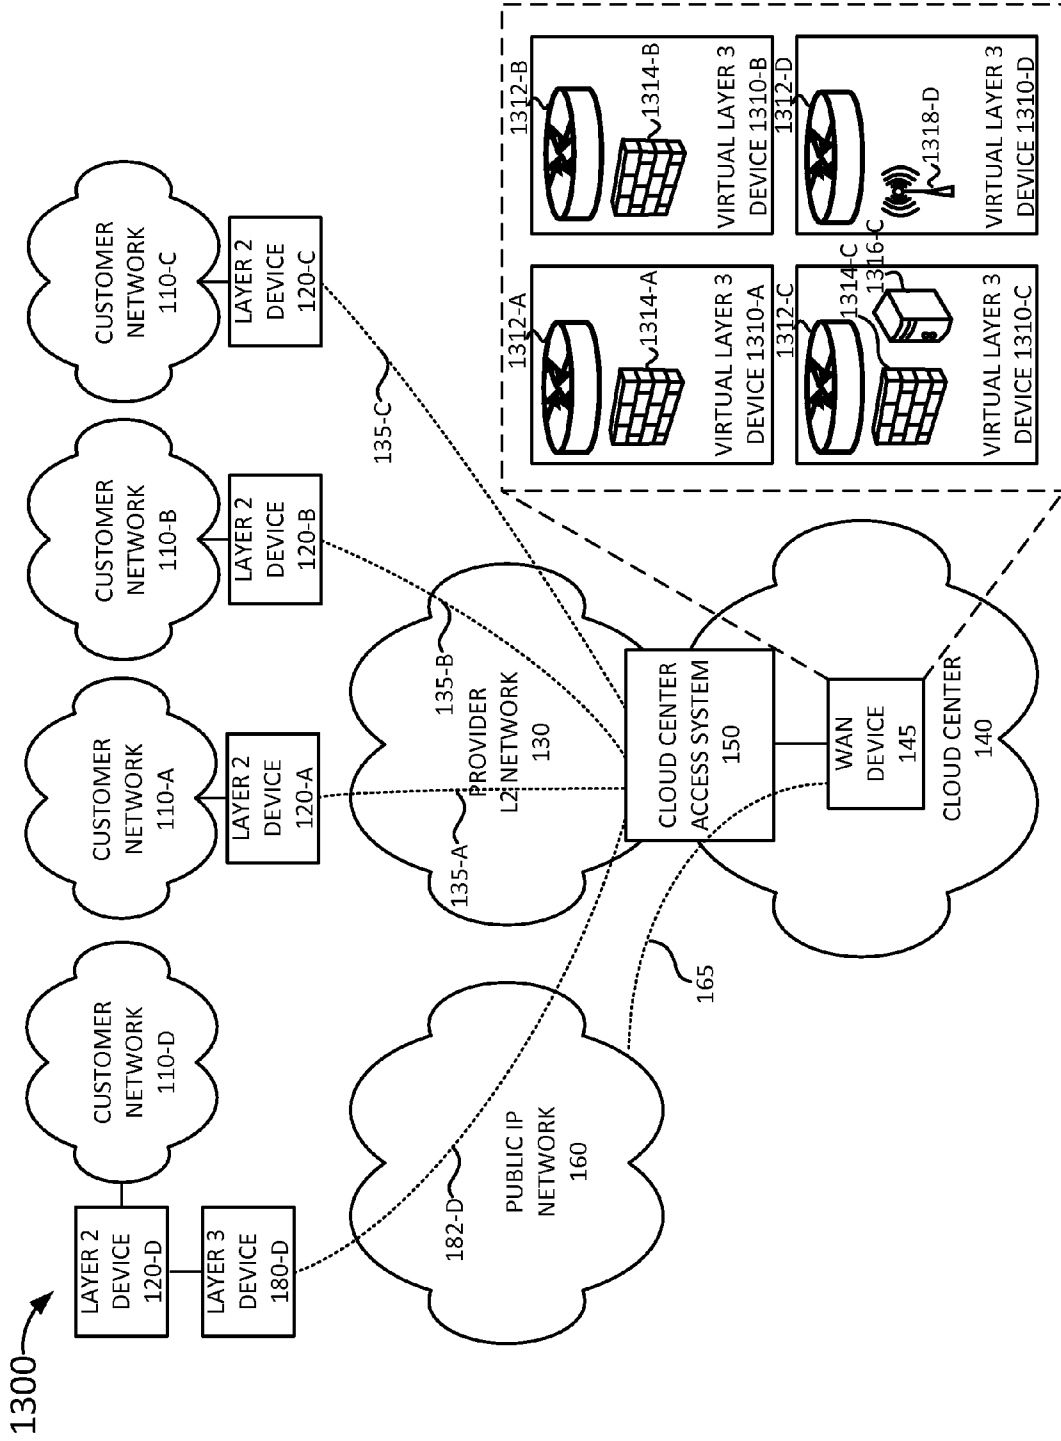 1300
LAYER 2
DEVICE
120-D
LAYER 3
DEVICE
180-D
CUSTOMER
NETWORK
110-D
CUSTOMER
NETWORK
110-A
LAYER 2
DEVICE
120-A
CUSTOMER
NETWORK
110-B
LAYER 2
DEVICE
120-B
CUSTOMER
NETWORK
110-C
LAYER 2
DEVICE
120-C
135-C
135-B
135-A
182-D
PUBLIC IP
NETWORK
160
PROVIDER
L2 NETWORK
130
165
CLOUD CENTER
ACCESS SYSTEM
150
WAN
DEVICE
145
CLOUD CENTER
140
1312-A
1314-A
VIRTUAL LAYER 3
DEVICE 1310-A
1312-B
1314-B
VIRTUAL LAYER 3
DEVICE 1310-B
1312-C
1314-C
1316-C
VIRTUAL LAYER 3
DEVICE 1310-C
1312-D
1318-D
VIRTUAL LAYER 3
DEVICE 1310-D